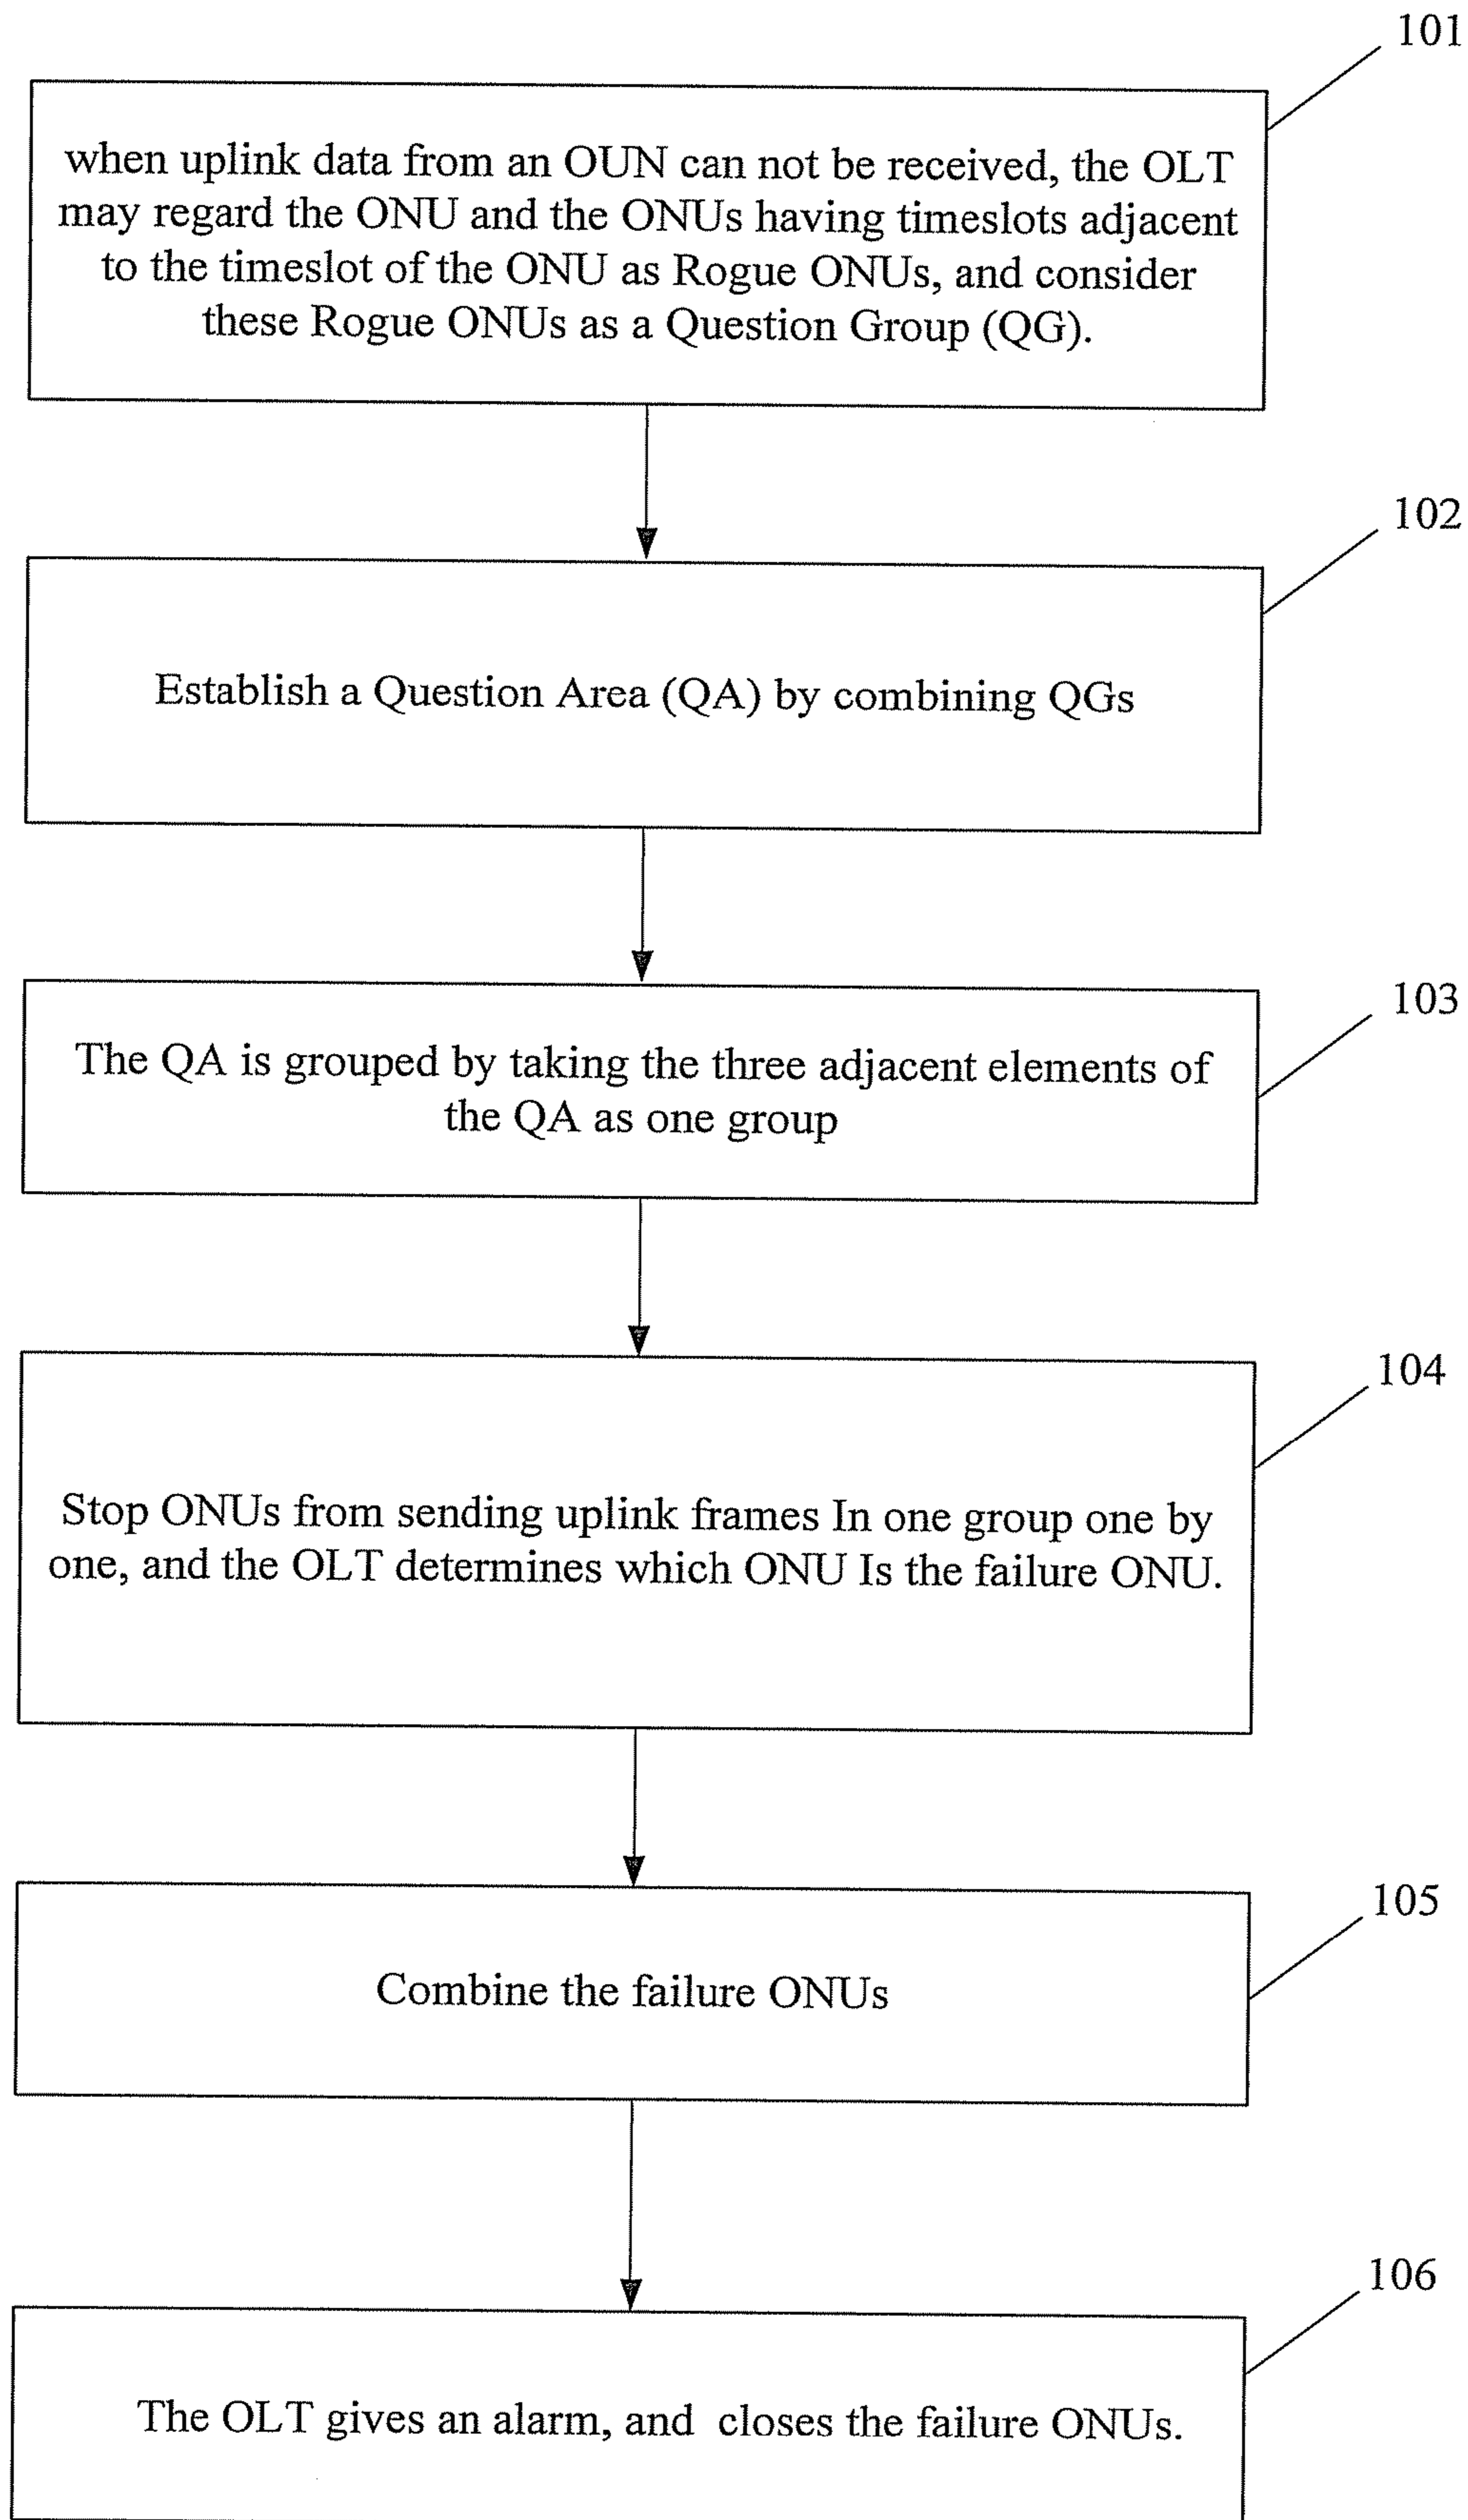 101
when uplink data from an OUN can not be received, the OLT
may regard the ONU and the ONUs having timeslots adjacent
to the timeslot of the ONU as Rogue ONUs, and consider
these Rogue ONUs as a Question Group (QG).
102
Establish a Question Area (QA) by combining QGs
103
The QA is grouped by taking the three adjacent elements of
the QA as one group
104
Stop ONUs from sending uplink frames In one group one by
one, and the OLT determines which ONU Is the failure ONU.
105
Combine the failure ONUs
106
The OLT gives an alarm, and closes the failure ONUs.